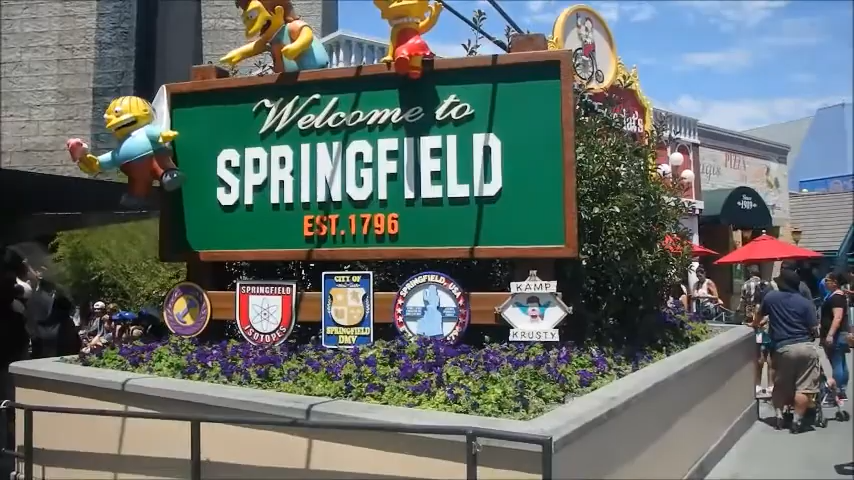 Welcome to
SPRINGFIELD
EST.1796
SPRINGFIELD
ISOTOPES
CITY OF
SPRINGFIELD
DMV
SPRINGFIELD, USA
KAMP
KRUSTY
PIZZA